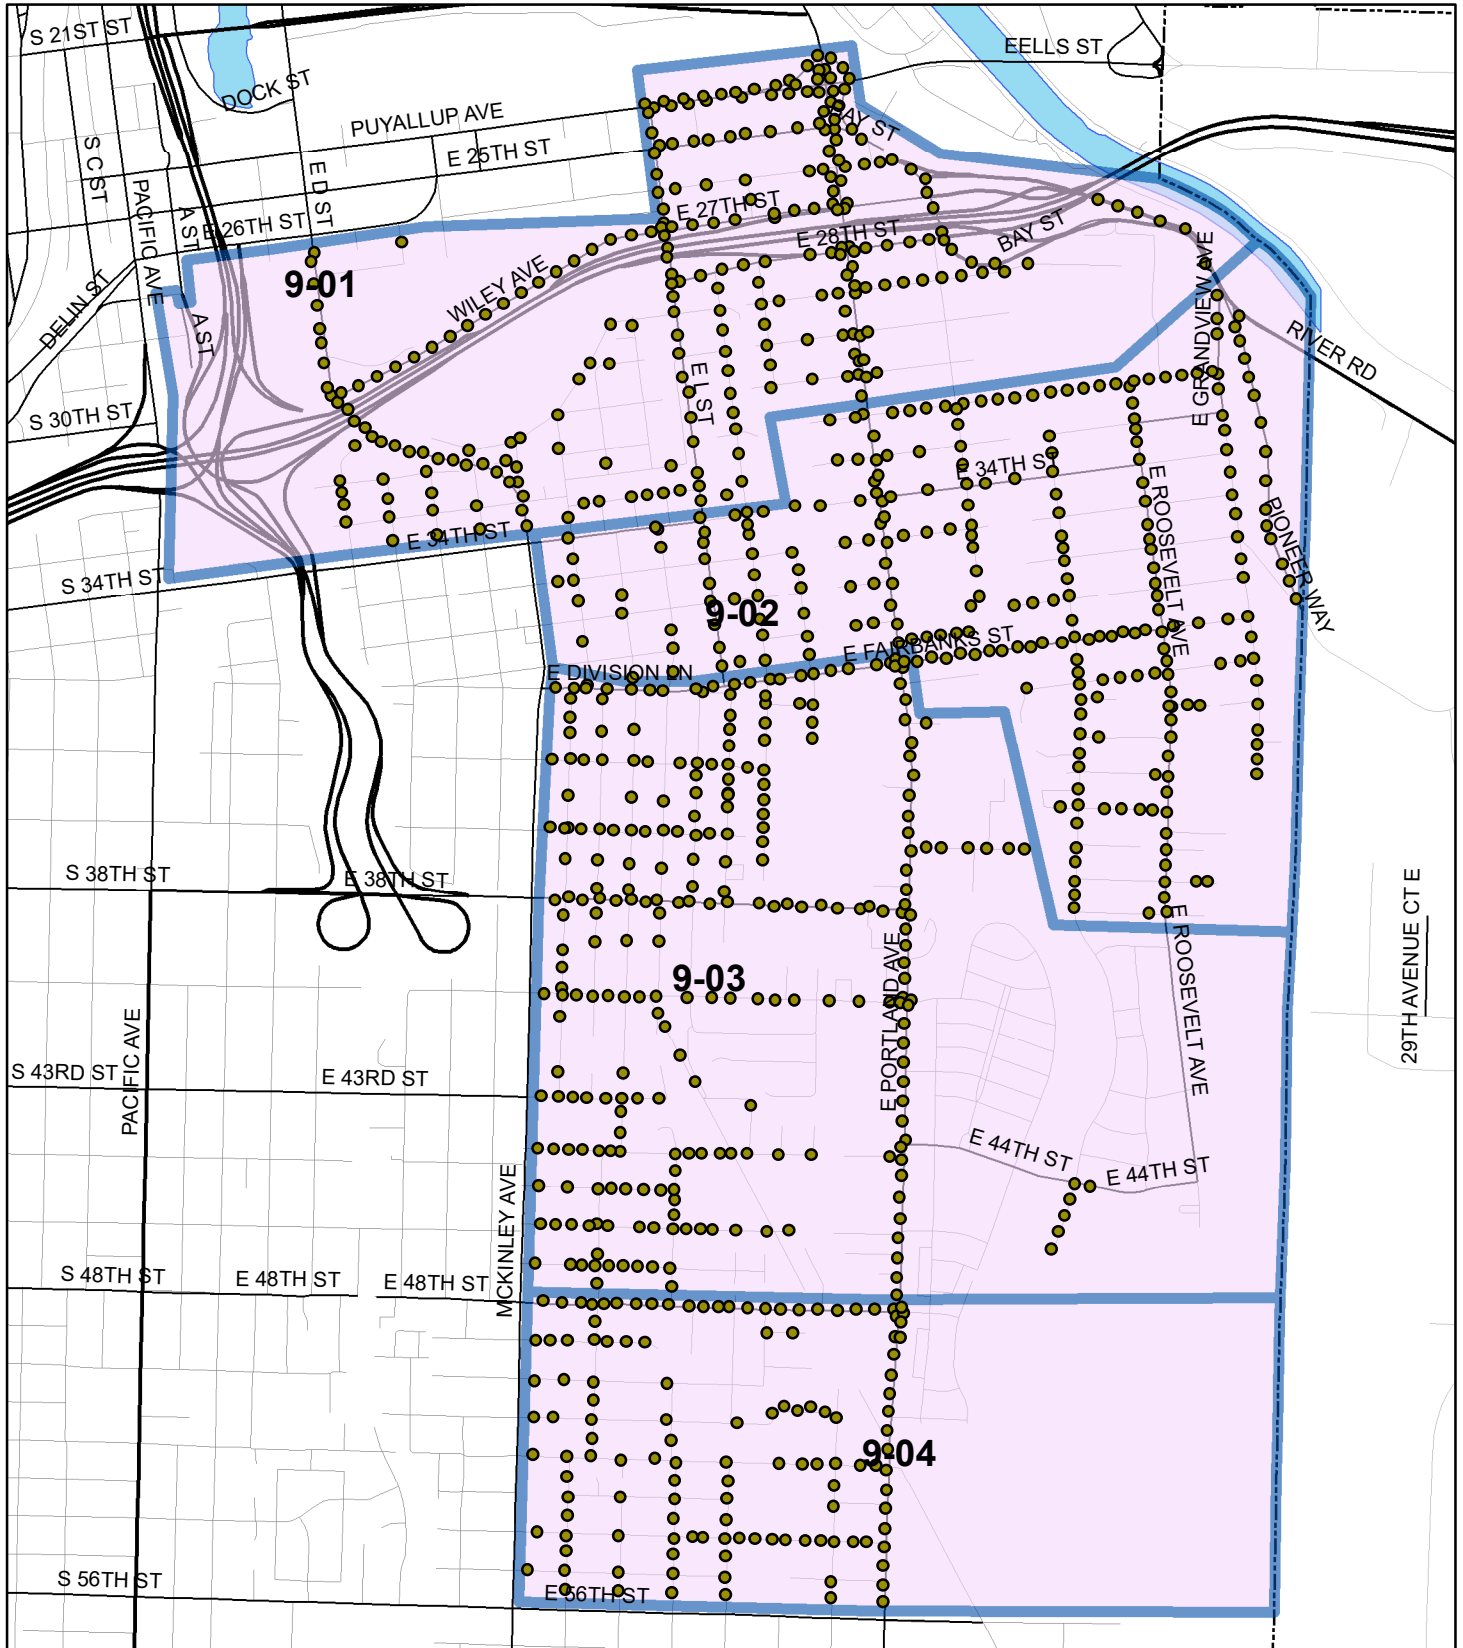 S 21ST ST
EELLS ST
DOCK ST
PUYALLUP AVE
BAY ST
E 25TH ST
S C ST
PACIFIC AVE
A ST
E D ST
E 26TH ST
E 27TH ST
E 28TH ST
BAY ST
9-01
WILEY AVE
DELIN ST
A ST
E GRANDVIEW AVE
RIVER RD
E L ST
S 30TH ST
E 34TH ST
E ROOSEVELT AVE
PIONEER WAY
E 34TH ST
S 34TH ST
9-02
E FAIRBANKS ST
E DIVISION LN
S 38TH ST
E 38TH ST
29TH AVENUE CT E
E ROOSEVELT AVE
9-03
E PORTLAND AVE
PACIFIC AVE
S 43RD ST
E 43RD ST
E 44TH ST
E 44TH ST
MCKINLEY AVE
S 48TH ST
E 48TH ST
E 48TH ST
9-04
S 56TH ST
E 56TH ST